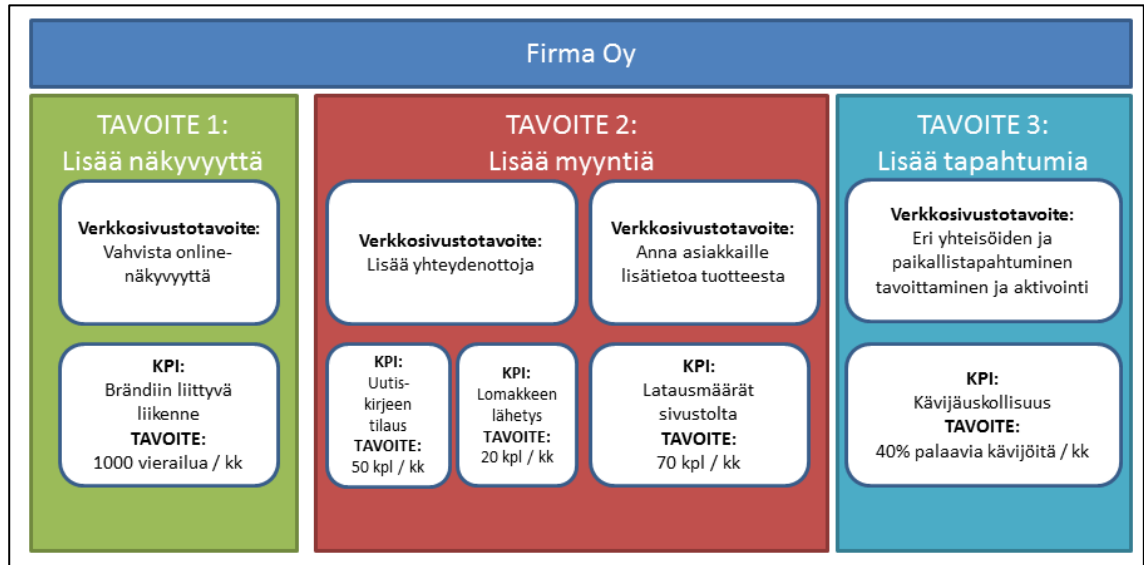 Firma Oy
TAVOITE 1:
Lisää näkyvyyttä
Verkkosivustotavoite:
Vahvista online-
näkyvyyttä
KPI:
Brändiin liittyvä
liikenne
TAVOITE:
1000 vierailua / kk
TAVOITE 2:
Lisää myyntiä
Verkkosivustotavoite:
Lisää yhteydenottoja
Verkkosivustotavoite:
Anna asiakkaille
lisätietoa tuotteesta
KPI:
Uutis-
kirjeen
tilaus
TAVOITE:
50 kpl / kk
KPI:
Lomakkeen
lähetys
TAVOITE:
20 kpl / kk
KPI:
Latausmäärät
sivustolta
TAVOITE:
70 kpl / kk
TAVOITE 3:
Lisää tapahtumia
Verkkosivustotavoite:
Eri yhteisöiden ja
paikallistapahtuminen
tavoittaminen ja aktivointi
KPI:
Kävijäuskollisuus
TAVOITE:
40% palaavia kävijöitä / kk